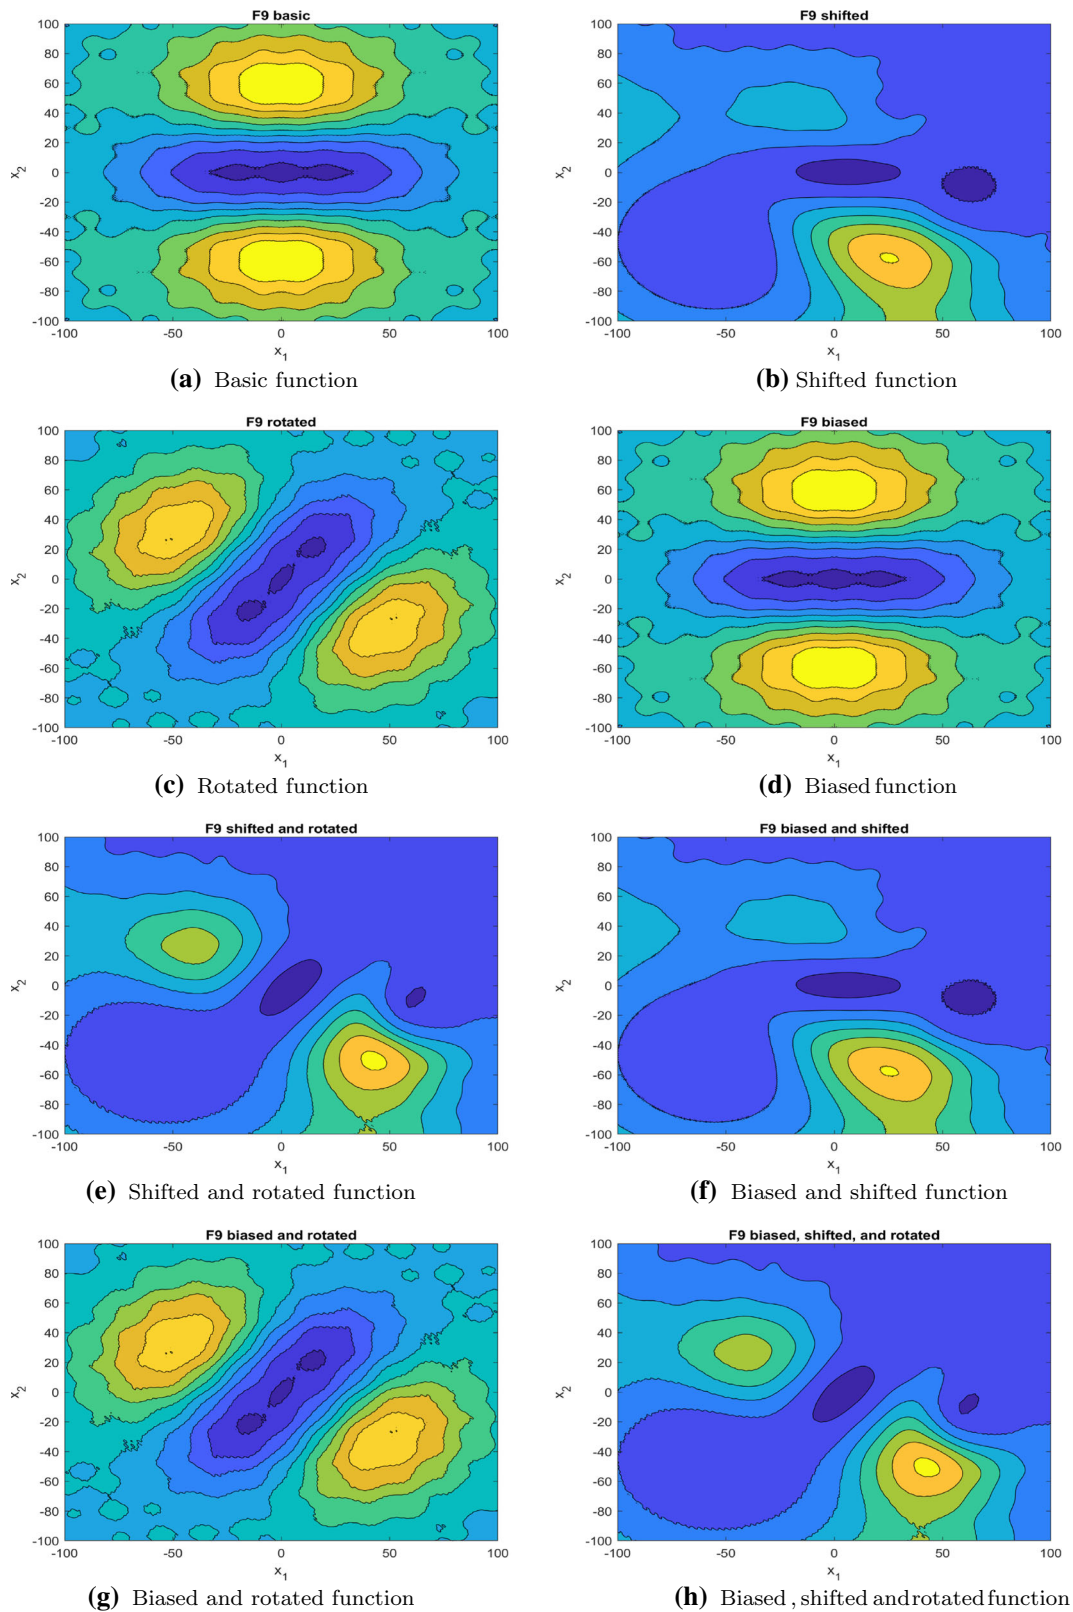 F9 basic
100
80
60
40
20
0
-20
-40
-60
-80
-100
x2
-100 -50 0 50 100
x1
(a) Basic function
F9 shifted
100
80
60
40
20
0
-20
-40
-60
-80
-100
x2
-100 -50 0 50 100
x1
(b) Shifted function
F9 rotated
100
80
60
40
20
0
-20
-40
-60
-80
-100
x2
-100 -50 0 50 100
x1
(c) Rotated function
F9 biased
100
80
60
40
20
0
-20
-40
-60
-80
-100
x2
-100 -50 0 50 100
x1
(d) Biased function
F9 shifted and rotated
100
80
60
40
20
0
-20
-40
-60
-80
-100
x2
-100 -50 0 50 100
x1
(e) Shifted and rotated function
F9 biased and shifted
100
80
60
40
20
0
-20
-40
-60
-80
-100
x2
-100 -50 0 50 100
x1
(f) Biased and shifted function
F9 biased and rotated
100
80
60
40
20
0
-20
-40
-60
-80
-100
x2
-100 -50 0 50 100
x1
(g) Biased and rotated function
F9 biased, shifted, and rotated
100
80
60
40
20
0
-20
-40
-60
-80
-100
x2
-100 -50 0 50 100
x1
(h) Biased , shifted and rotated function